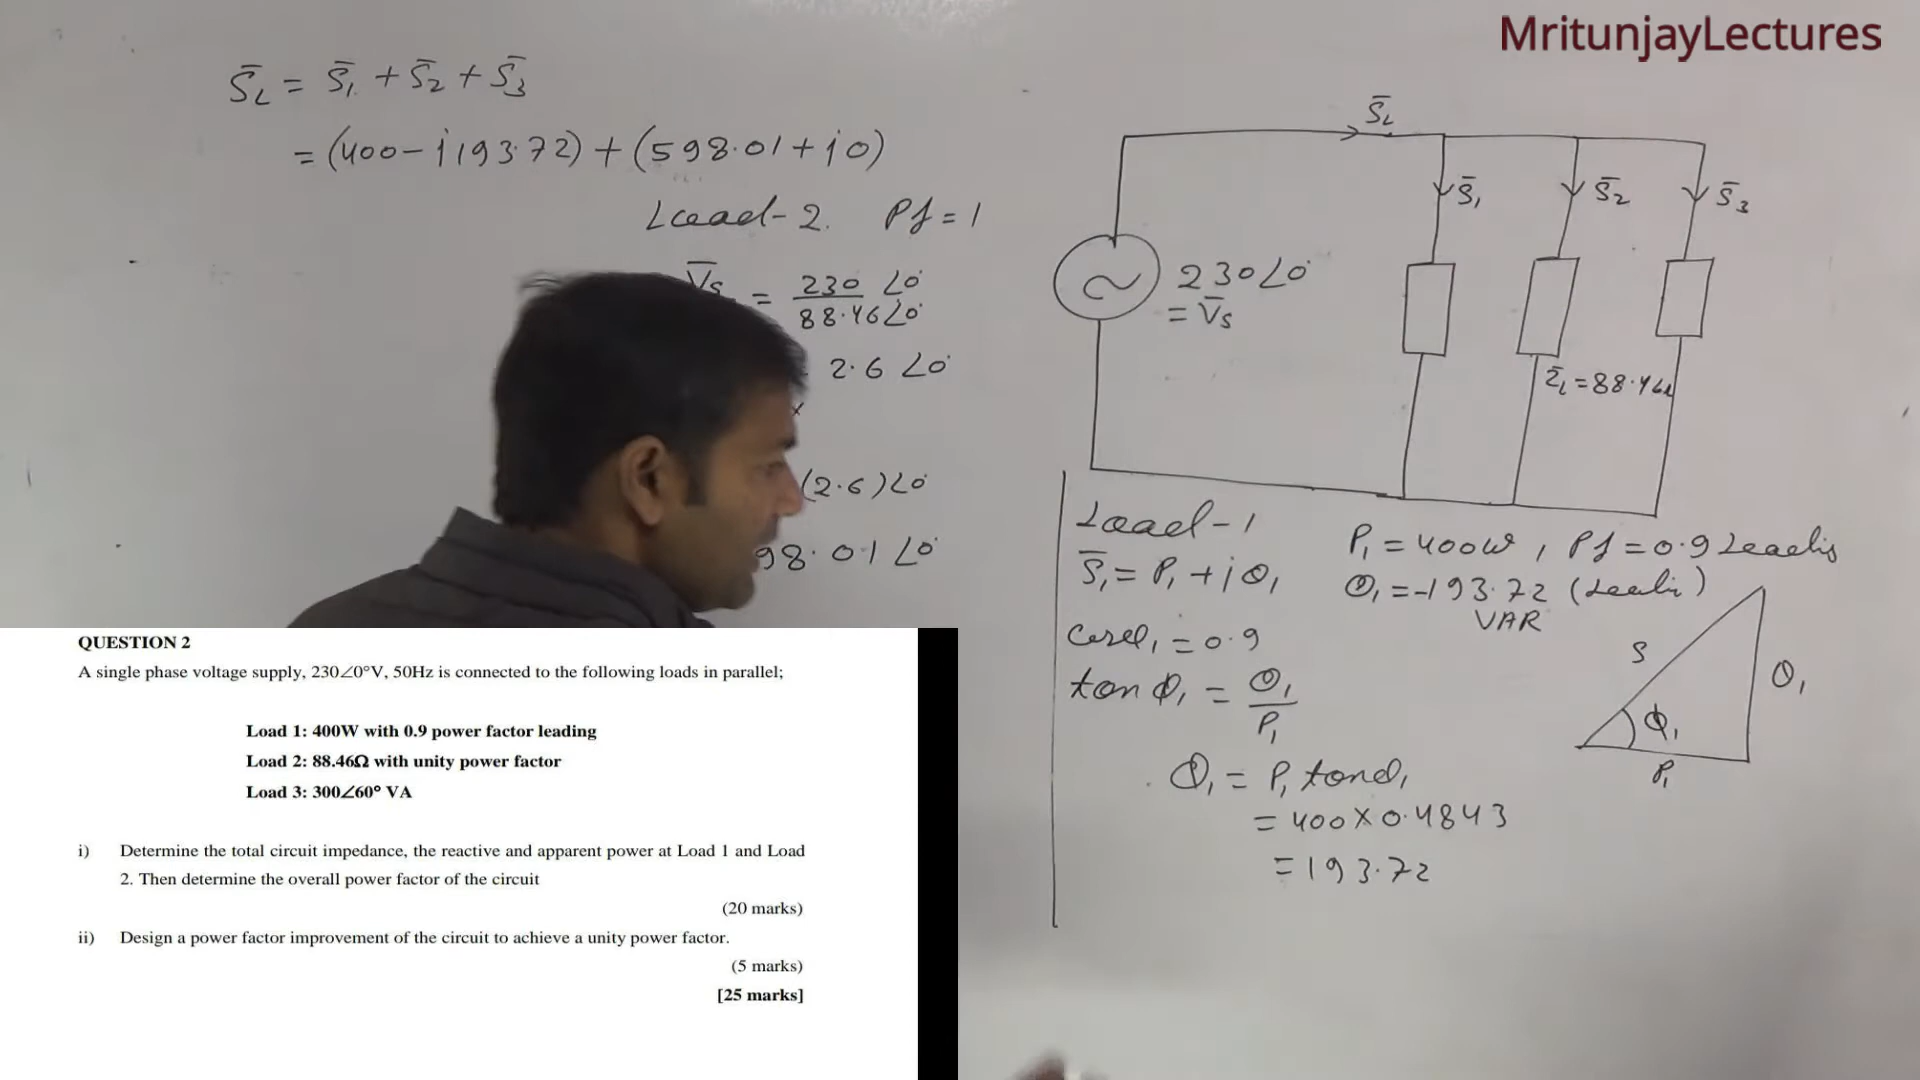 MritunjayLectures
S̄L = S̄1 + S̄2 + S̄3
= (400 - j193.72) + (598.01 + j0)
Load-2. Pf = 1
V̄s = 230 ∠0° / 88.46∠0°
2.6 ∠0°
(2.6)∠0°
98.01 ∠0°
S̄L
S̄1
S̄2
S̄3
230∠0°
= V̄s
Z̄L = 88.46Ω
Load-1
P1 = 400W, Pf = 0.9 Leading
S̄1 = P1 + jQ1
Q1 = -193.72 (Leading)
VAR
cosφ1 = 0.9
tan φ1 = Q1 / P1
Q1 = P1 tanφ1
= 400 X 0.4843
= 193.72
S
Q1
φ1
P1
QUESTION 2
A single phase voltage supply, 230∠0°V, 50Hz is connected to the following loads in parallel;
Load 1: 400W with 0.9 power factor leading
Load 2: 88.46Ω with unity power factor
Load 3: 300∠60° VA
i) Determine the total circuit impedance, the reactive and apparent power at Load 1 and Load
2. Then determine the overall power factor of the circuit
(20 marks)
ii) Design a power factor improvement of the circuit to achieve a unity power factor.
(5 marks)
[25 marks]